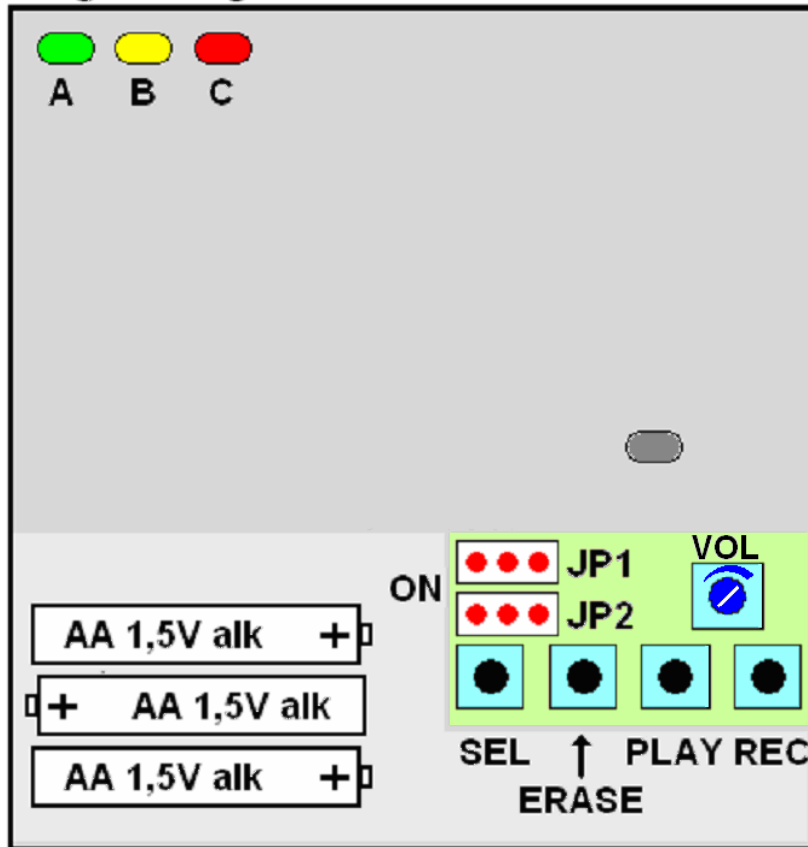 A B C
VOL
JP1
ON
JP2
AA 1,5V alk +
+ AA 1,5V alk
AA 1,5V alk +
SEL ↑ PLAY REC
ERASE